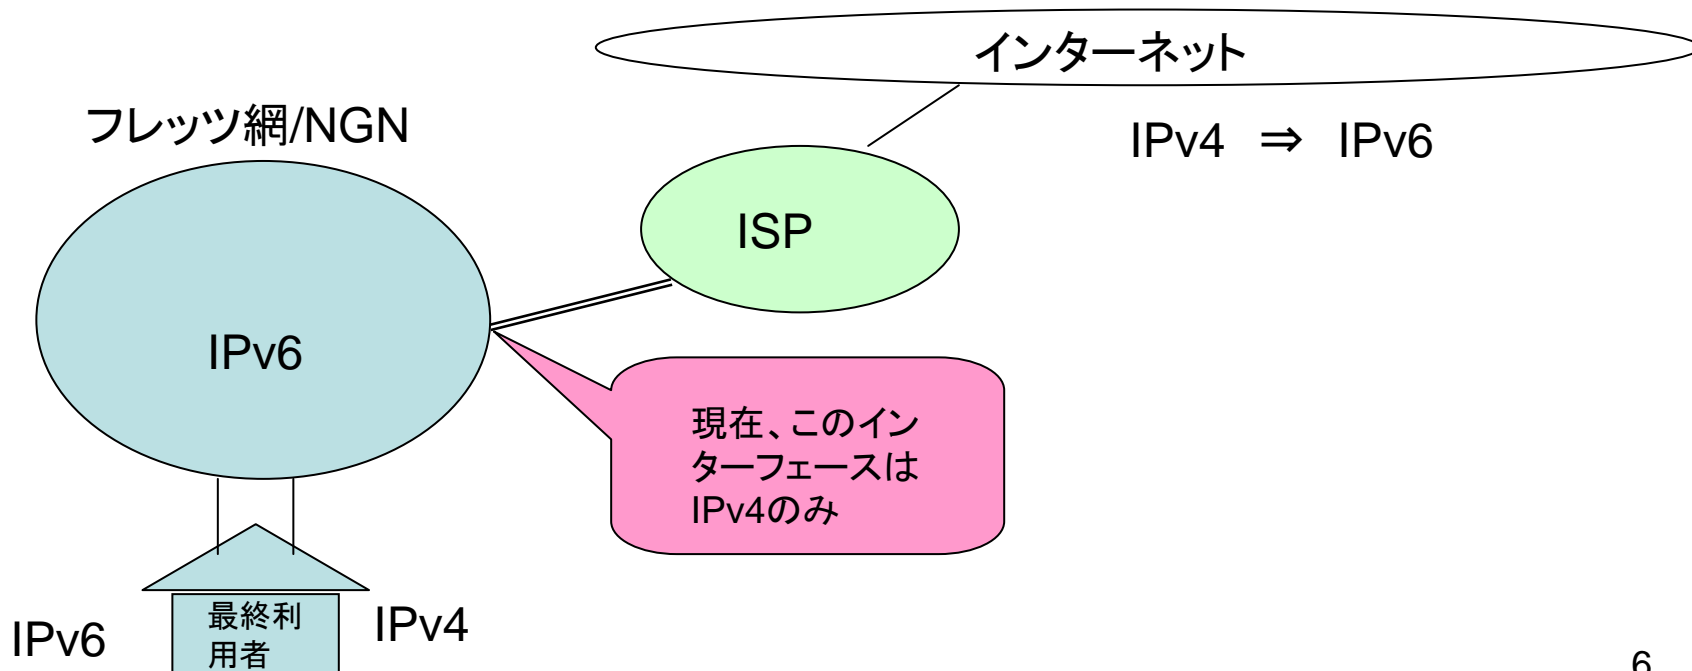 インターネット
フレッツ網/NGN
IPv4 ⇒ IPv6
ISP
IPv6
現在、このイン
ターフェースは
IPv4のみ
IPv6
最終利
用者
IPv4
6